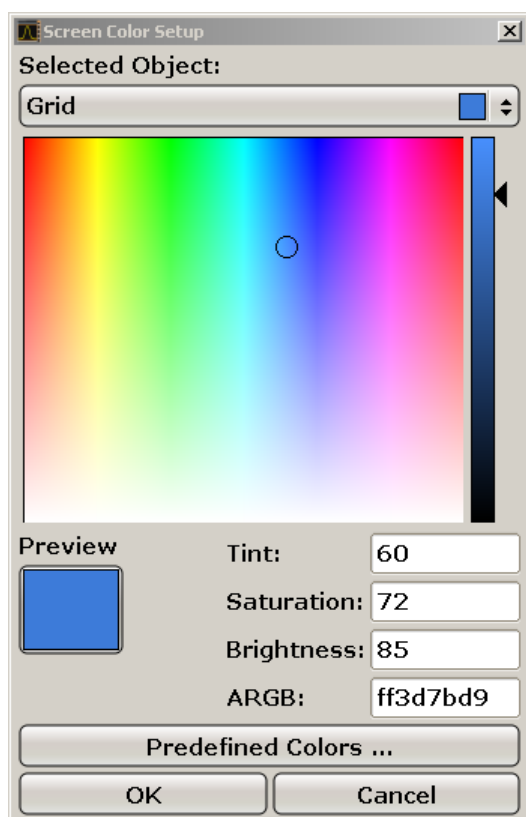 Screen Color Setup
Selected Object:
Grid
Preview
Tint: 60
Saturation: 72
Brightness: 85
ARGB: ff3d7bd9
Predefined Colors ...
OK Cancel